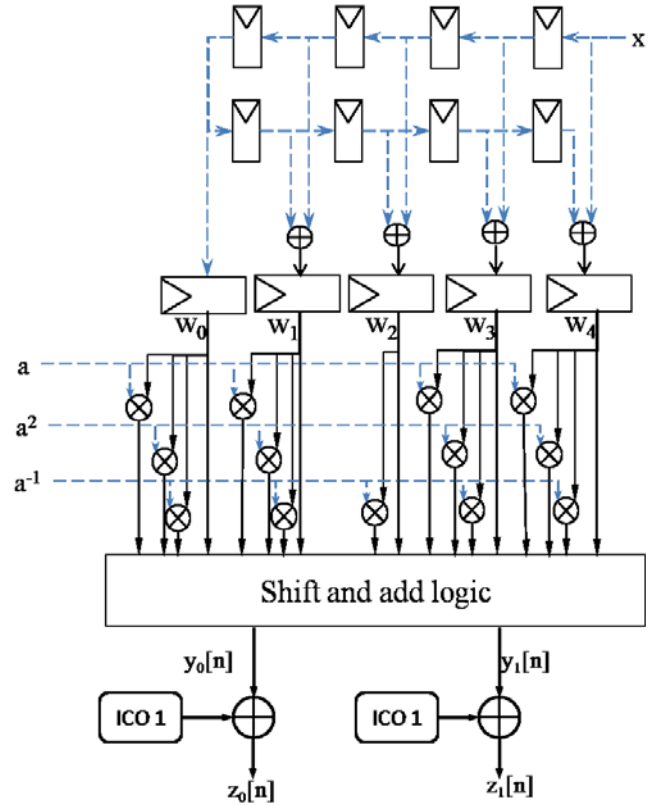 x
W₀ W₁ W₂ W₃ W₄
a
a²
a⁻¹
Shift and add logic
y₀[n] y₁[n]
ICO 1 ICO 1
z₀[n] z₁[n]